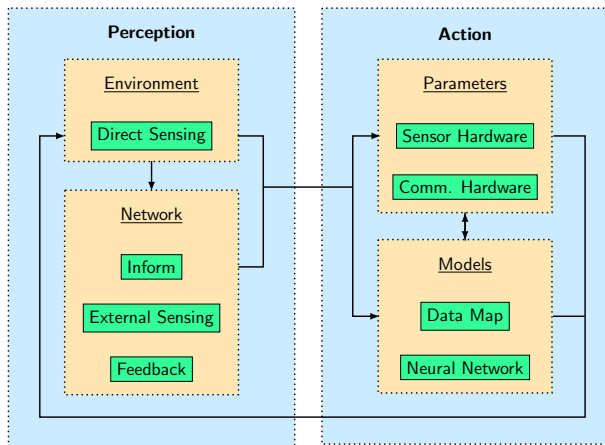 Perception
Environment
Direct Sensing
Network
Inform
External Sensing
Feedback
Action
Parameters
Sensor Hardware
Comm. Hardware
Models
Data Map
Neural Network